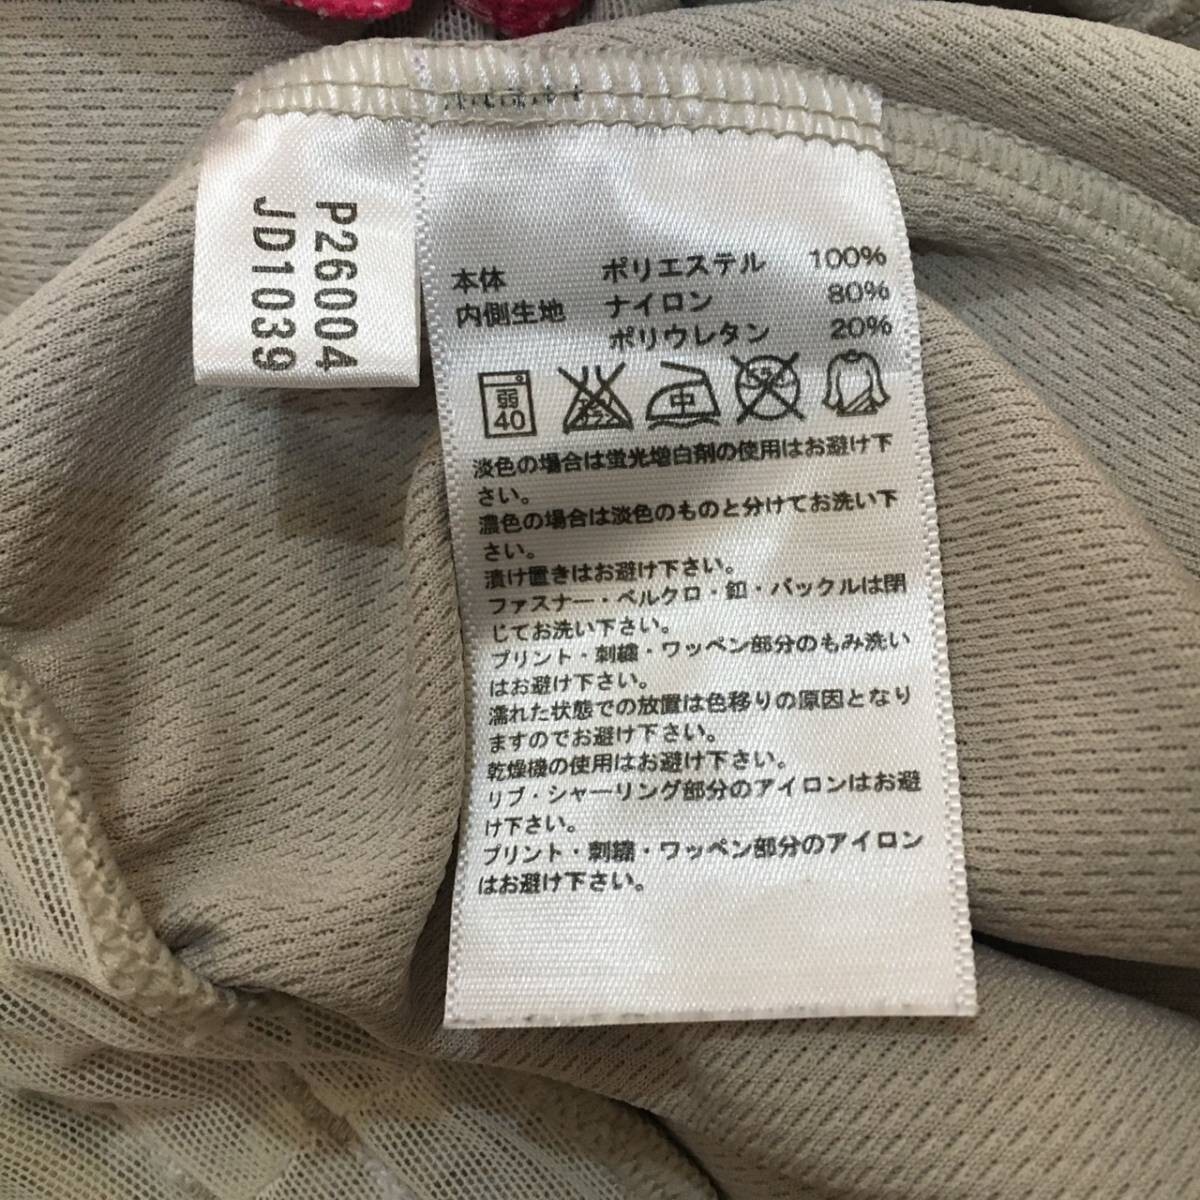 P26004
JD1039
本体 ポリエステル 100%
内側生地 ナイロン 80%
ポリウレタン 20%
弱 40 中
淡色の場合は蛍光増白剤の使用はお避け下
さい。
濃色の場合は淡色のものと分けてお洗い下
さい。
漬け置きはお避け下さい。
ファスナー・ベルクロ・釦・バックルは閉
じてお洗い下さい。
プリント・刺繍・ワッペン部分のもみ洗い
はお避け下さい。
濡れた状態での放置は色移りの原因となり
ますのでお避け下さい。
乾燥機の使用はお避け下さい。
リブ・シャーリング部分のアイロンはお避
け下さい。
プリント・刺繍・ワッペン部分のアイロン
はお避け下さい。